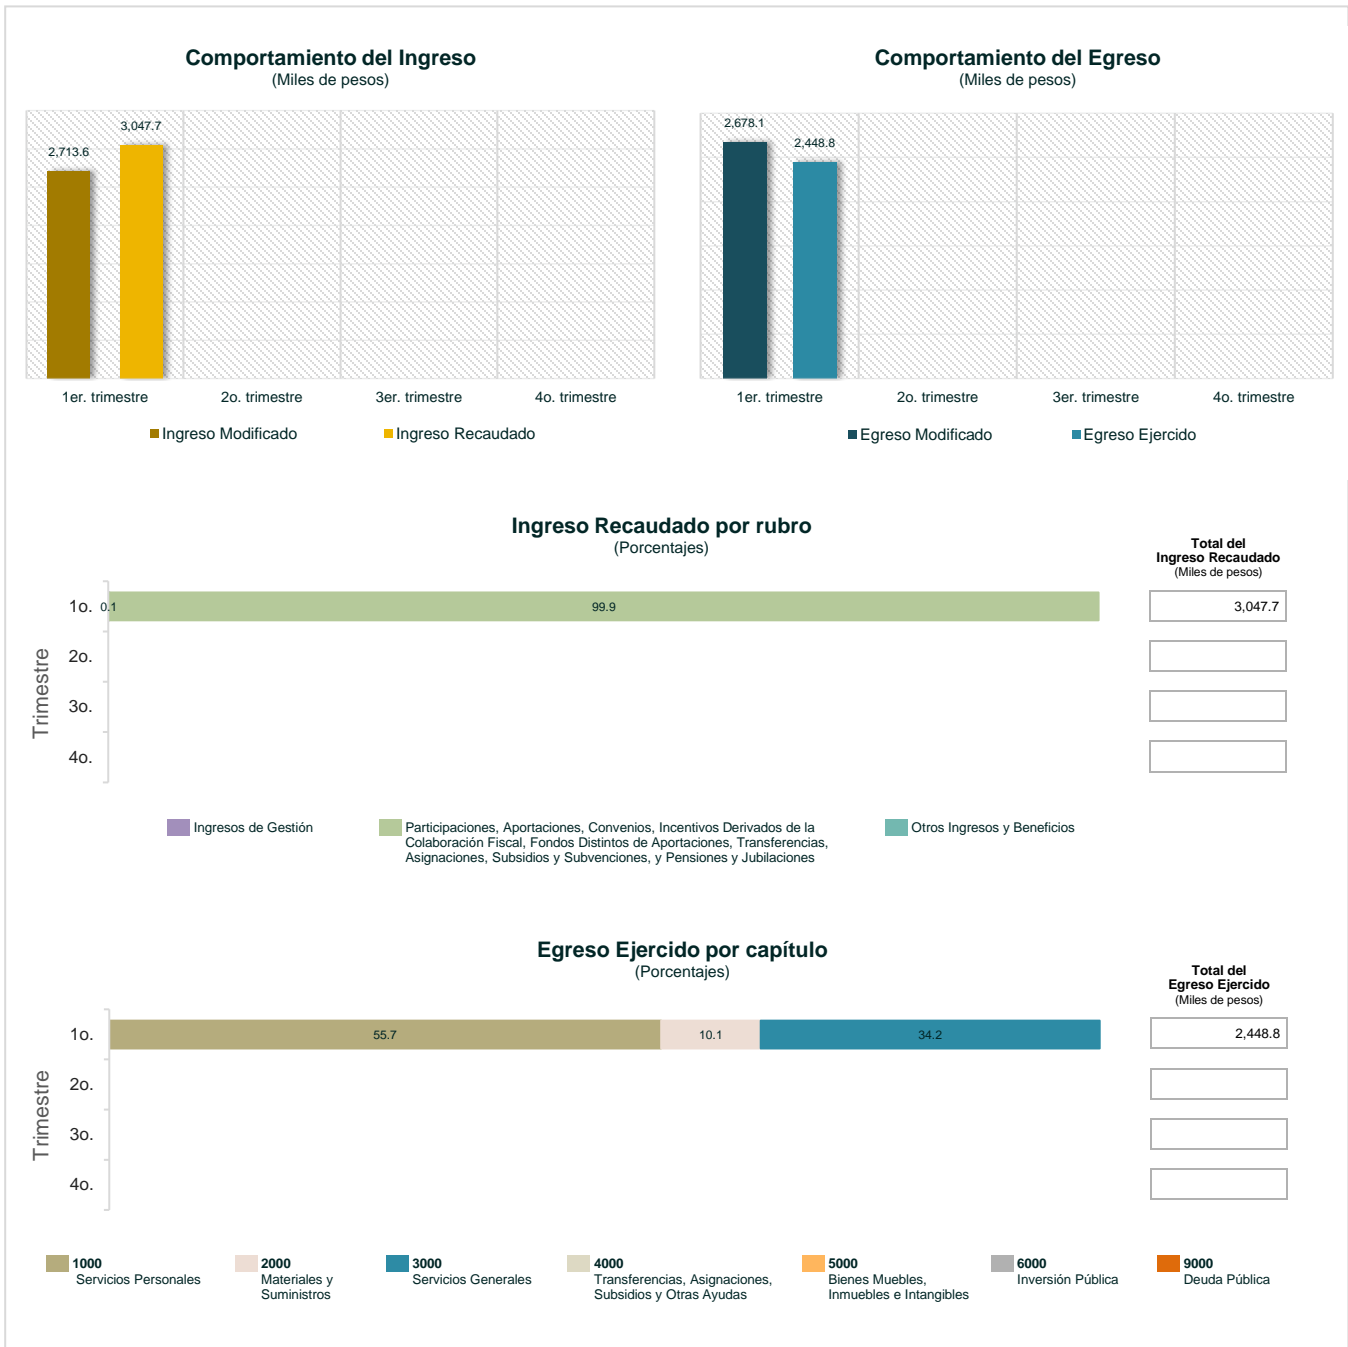 Comportamiento del Ingreso
(Miles de pesos)
2,713.6
3,047.7
1er. trimestre
2o. trimestre
3er. trimestre
4o. trimestre
Ingreso Modificado
Ingreso Recaudado
Comportamiento del Egreso
(Miles de pesos)
2,678.1
2,448.8
1er. trimestre
2o. trimestre
3er. trimestre
4o. trimestre
Egreso Modificado
Egreso Ejercido
Ingreso Recaudado por rubro
(Porcentajes)
Total del
Ingreso Recaudado
(Miles de pesos)
Trimestre
1o.
0.1
99.9
3,047.7
2o.
3o.
4o.
Ingresos de Gestión
Participaciones, Aportaciones, Convenios, Incentivos Derivados de la
Colaboración Fiscal, Fondos Distintos de Aportaciones, Transferencias,
Asignaciones, Subsidios y Subvenciones, y Pensiones y Jubilaciones
Otros Ingresos y Beneficios
Egreso Ejercido por capítulo
(Porcentajes)
Total del
Egreso Ejercido
(Miles de pesos)
Trimestre
1o.
55.7
10.1
34.2
2,448.8
2o.
3o.
4o.
1000
Servicios Personales
2000
Materiales y
Suministros
3000
Servicios Generales
4000
Transferencias, Asignaciones,
Subsidios y Otras Ayudas
5000
Bienes Muebles,
Inmuebles e Intangibles
6000
Inversión Pública
9000
Deuda Pública